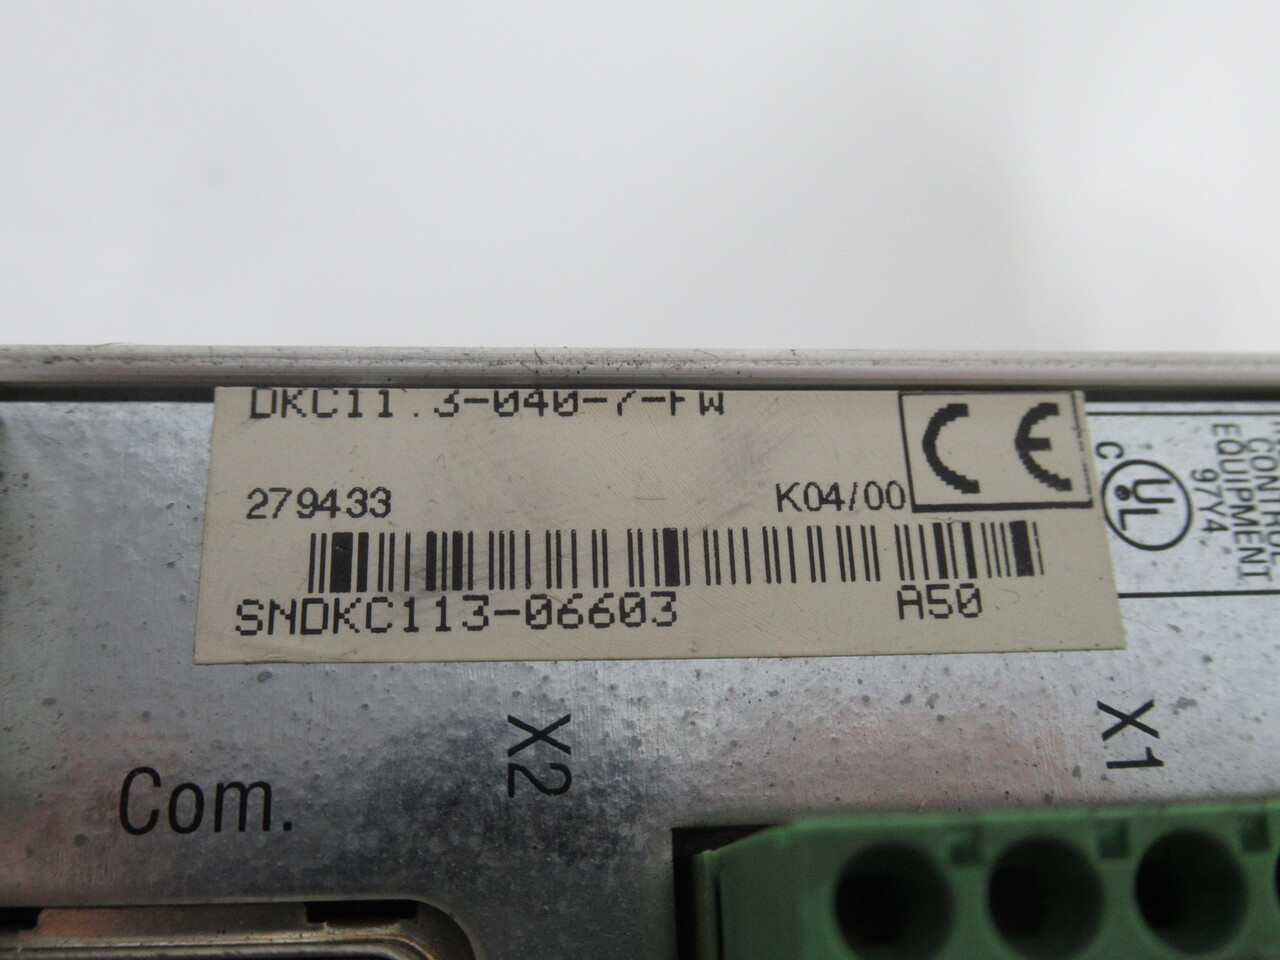 DKC11.3-040-7-FW
279433
K04/00
CE
SNDKC113-06603
A50
X2
X1
Com.
C UL
CONTROL
EQUIPMENT
97Y4